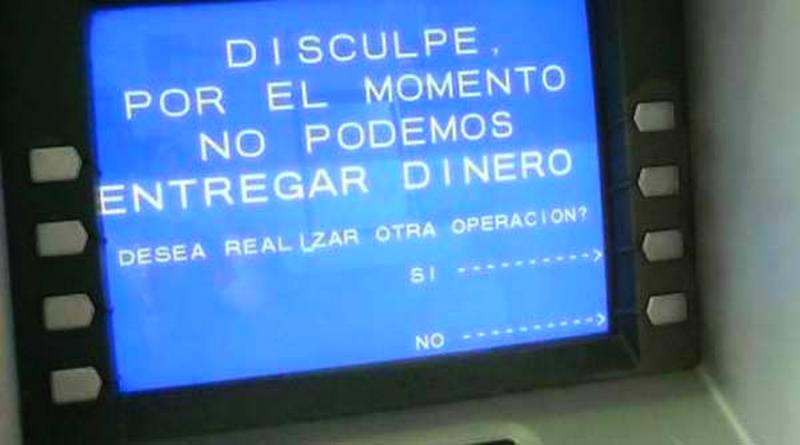 DISCULPE,
POR EL MOMENTO
NO PODEMOS
ENTREGAR DINERO
DESEA REALIZAR OTRA OPERACION?
SI ---------->
NO ---------->